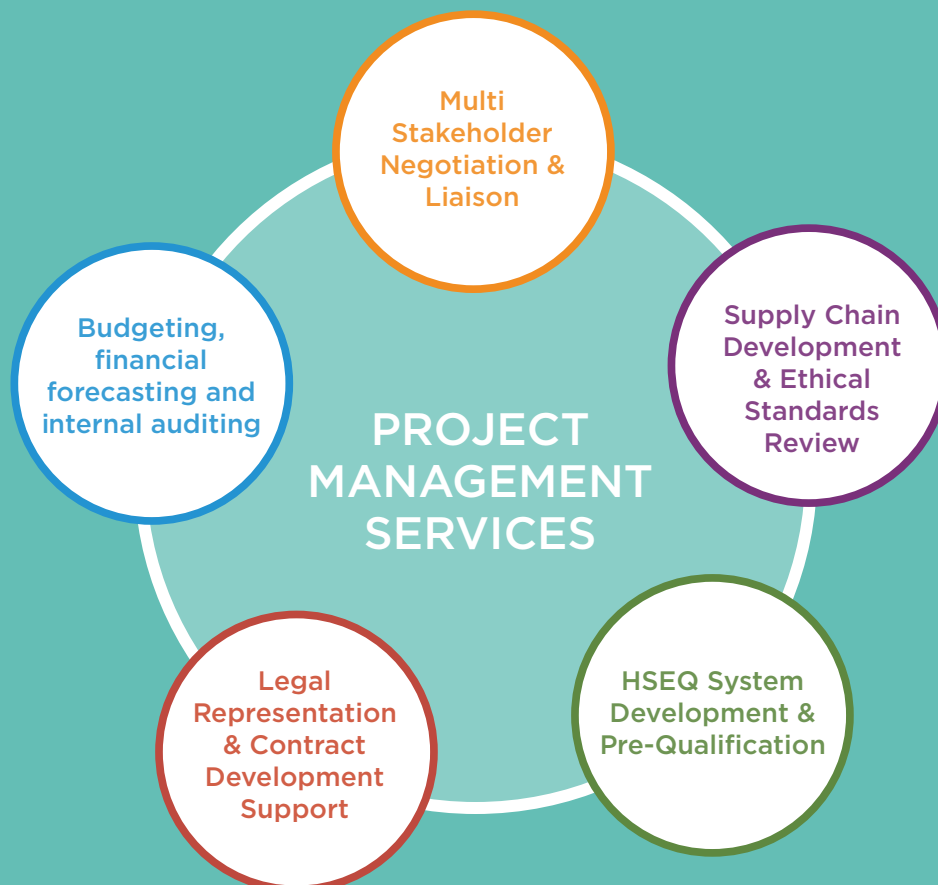 Multi
Stakeholder
Negotiation &
Liaison
Supply Chain
Development
& Ethical
Standards
Review
Budgeting,
financial
forecasting and
internal auditing
PROJECT
MANAGEMENT
SERVICES
HSEQ System
Development &
Pre-Qualification
Legal
Representation
& Contract
Development
Support